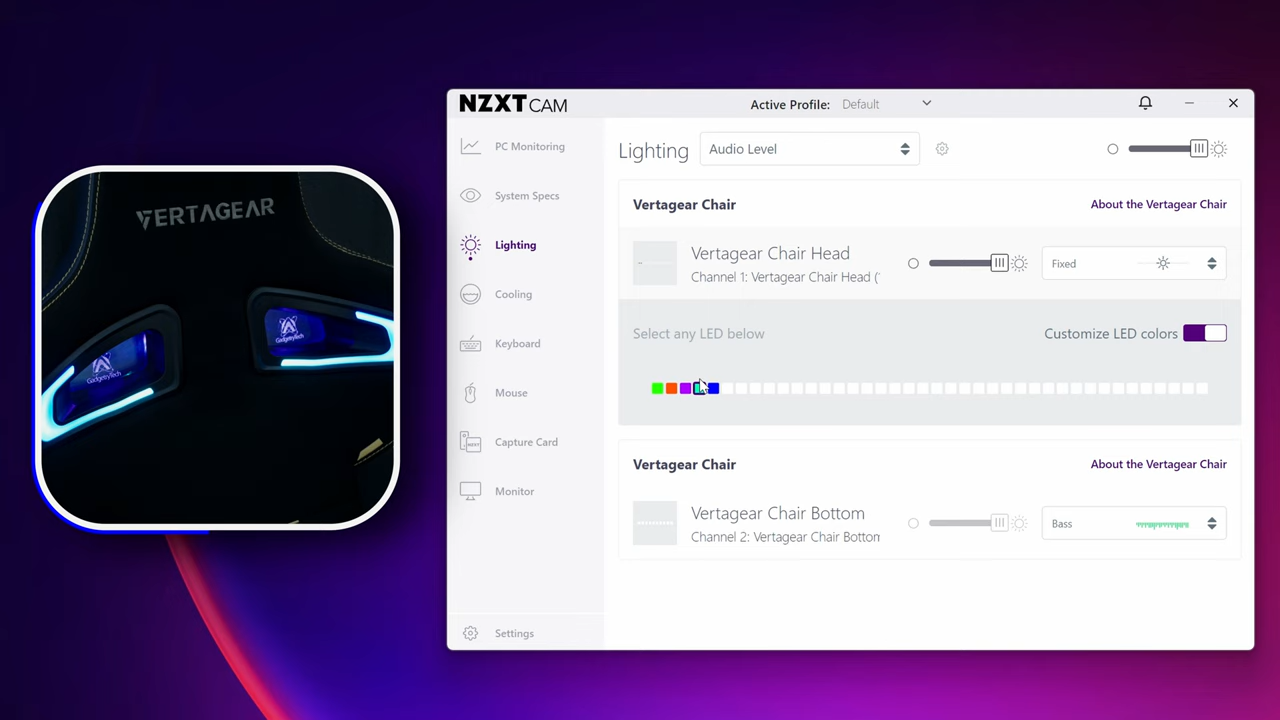 NZXT CAM
Active Profile: Default
PC Monitoring
System Specs
Lighting
Cooling
Keyboard
Mouse
Capture Card
Monitor
Settings
Lighting
Audio Level
Vertagear Chair
About the Vertagear Chair
Vertagear Chair Head
Channel 1: Vertagear Chair Head (
Fixed
Select any LED below
Customize LED colors
Vertagear Chair
About the Vertagear Chair
Vertagear Chair Bottom
Channel 2: Vertagear Chair Bottom
Bass
VERTAGEAR
GadgetryTech
GadgetryTech